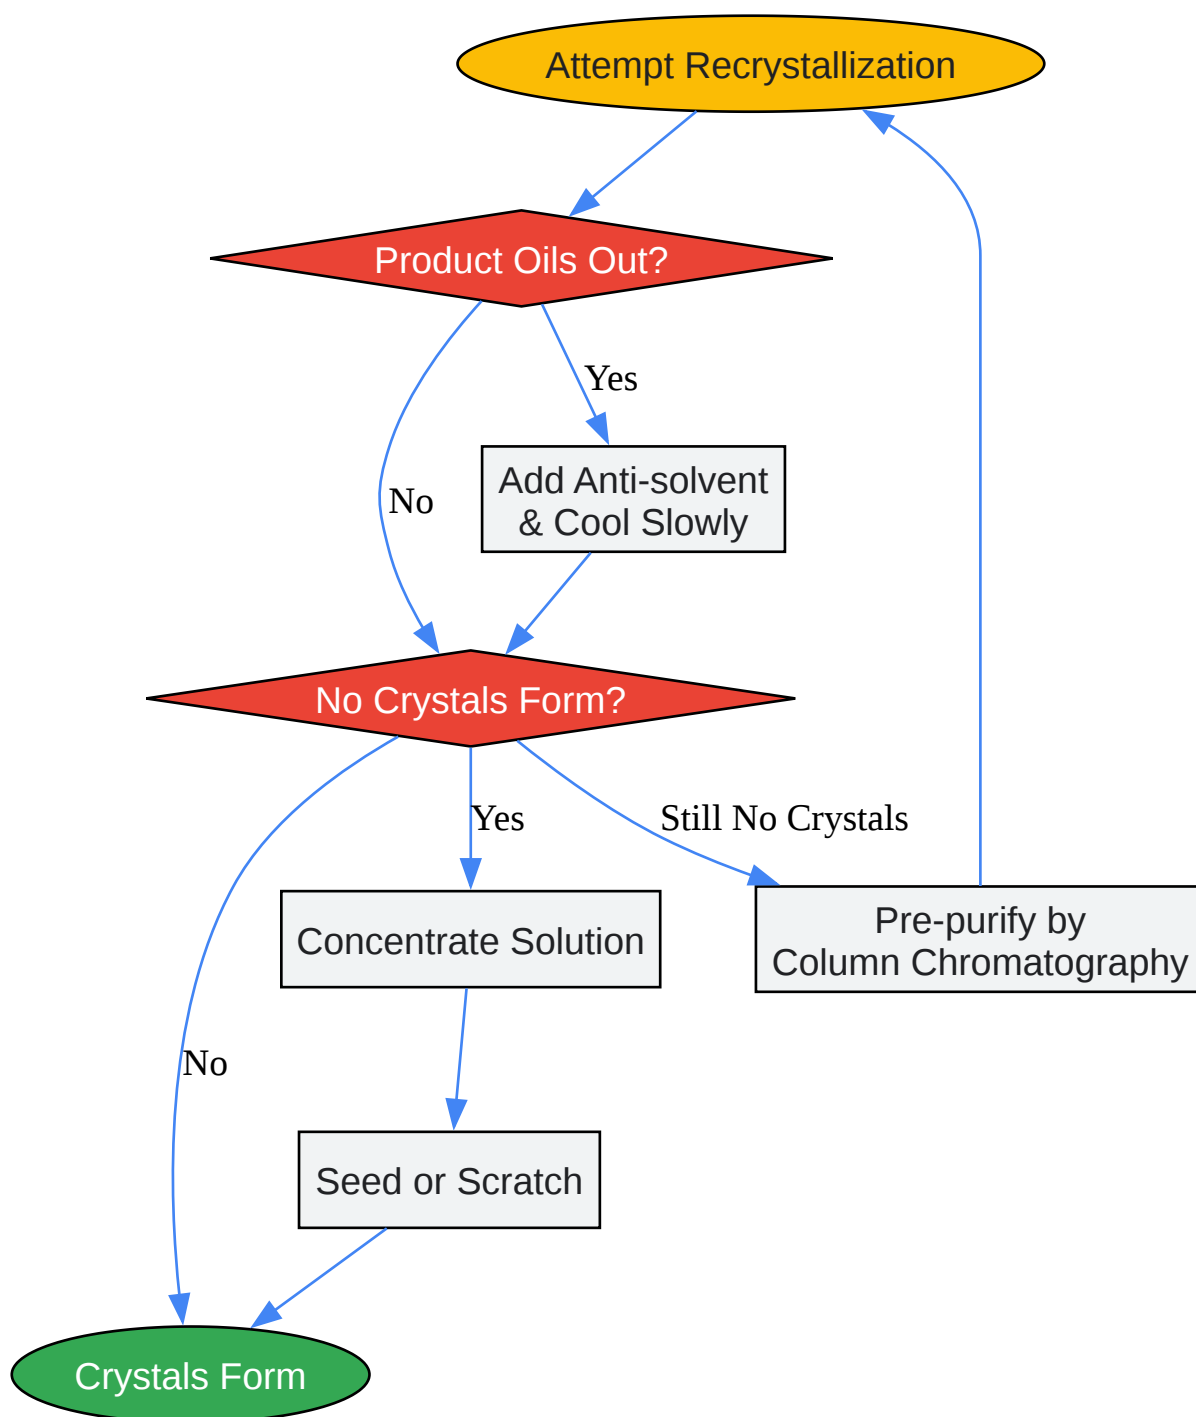 Attempt Recrystallization
Product Oils Out?
Yes
No
Add Anti-solvent
& Cool Slowly
No Crystals Form?
Yes
Still No Crystals
Concentrate Solution
Pre-purify by
Column Chromatography
No
Seed or Scratch
Crystals Form